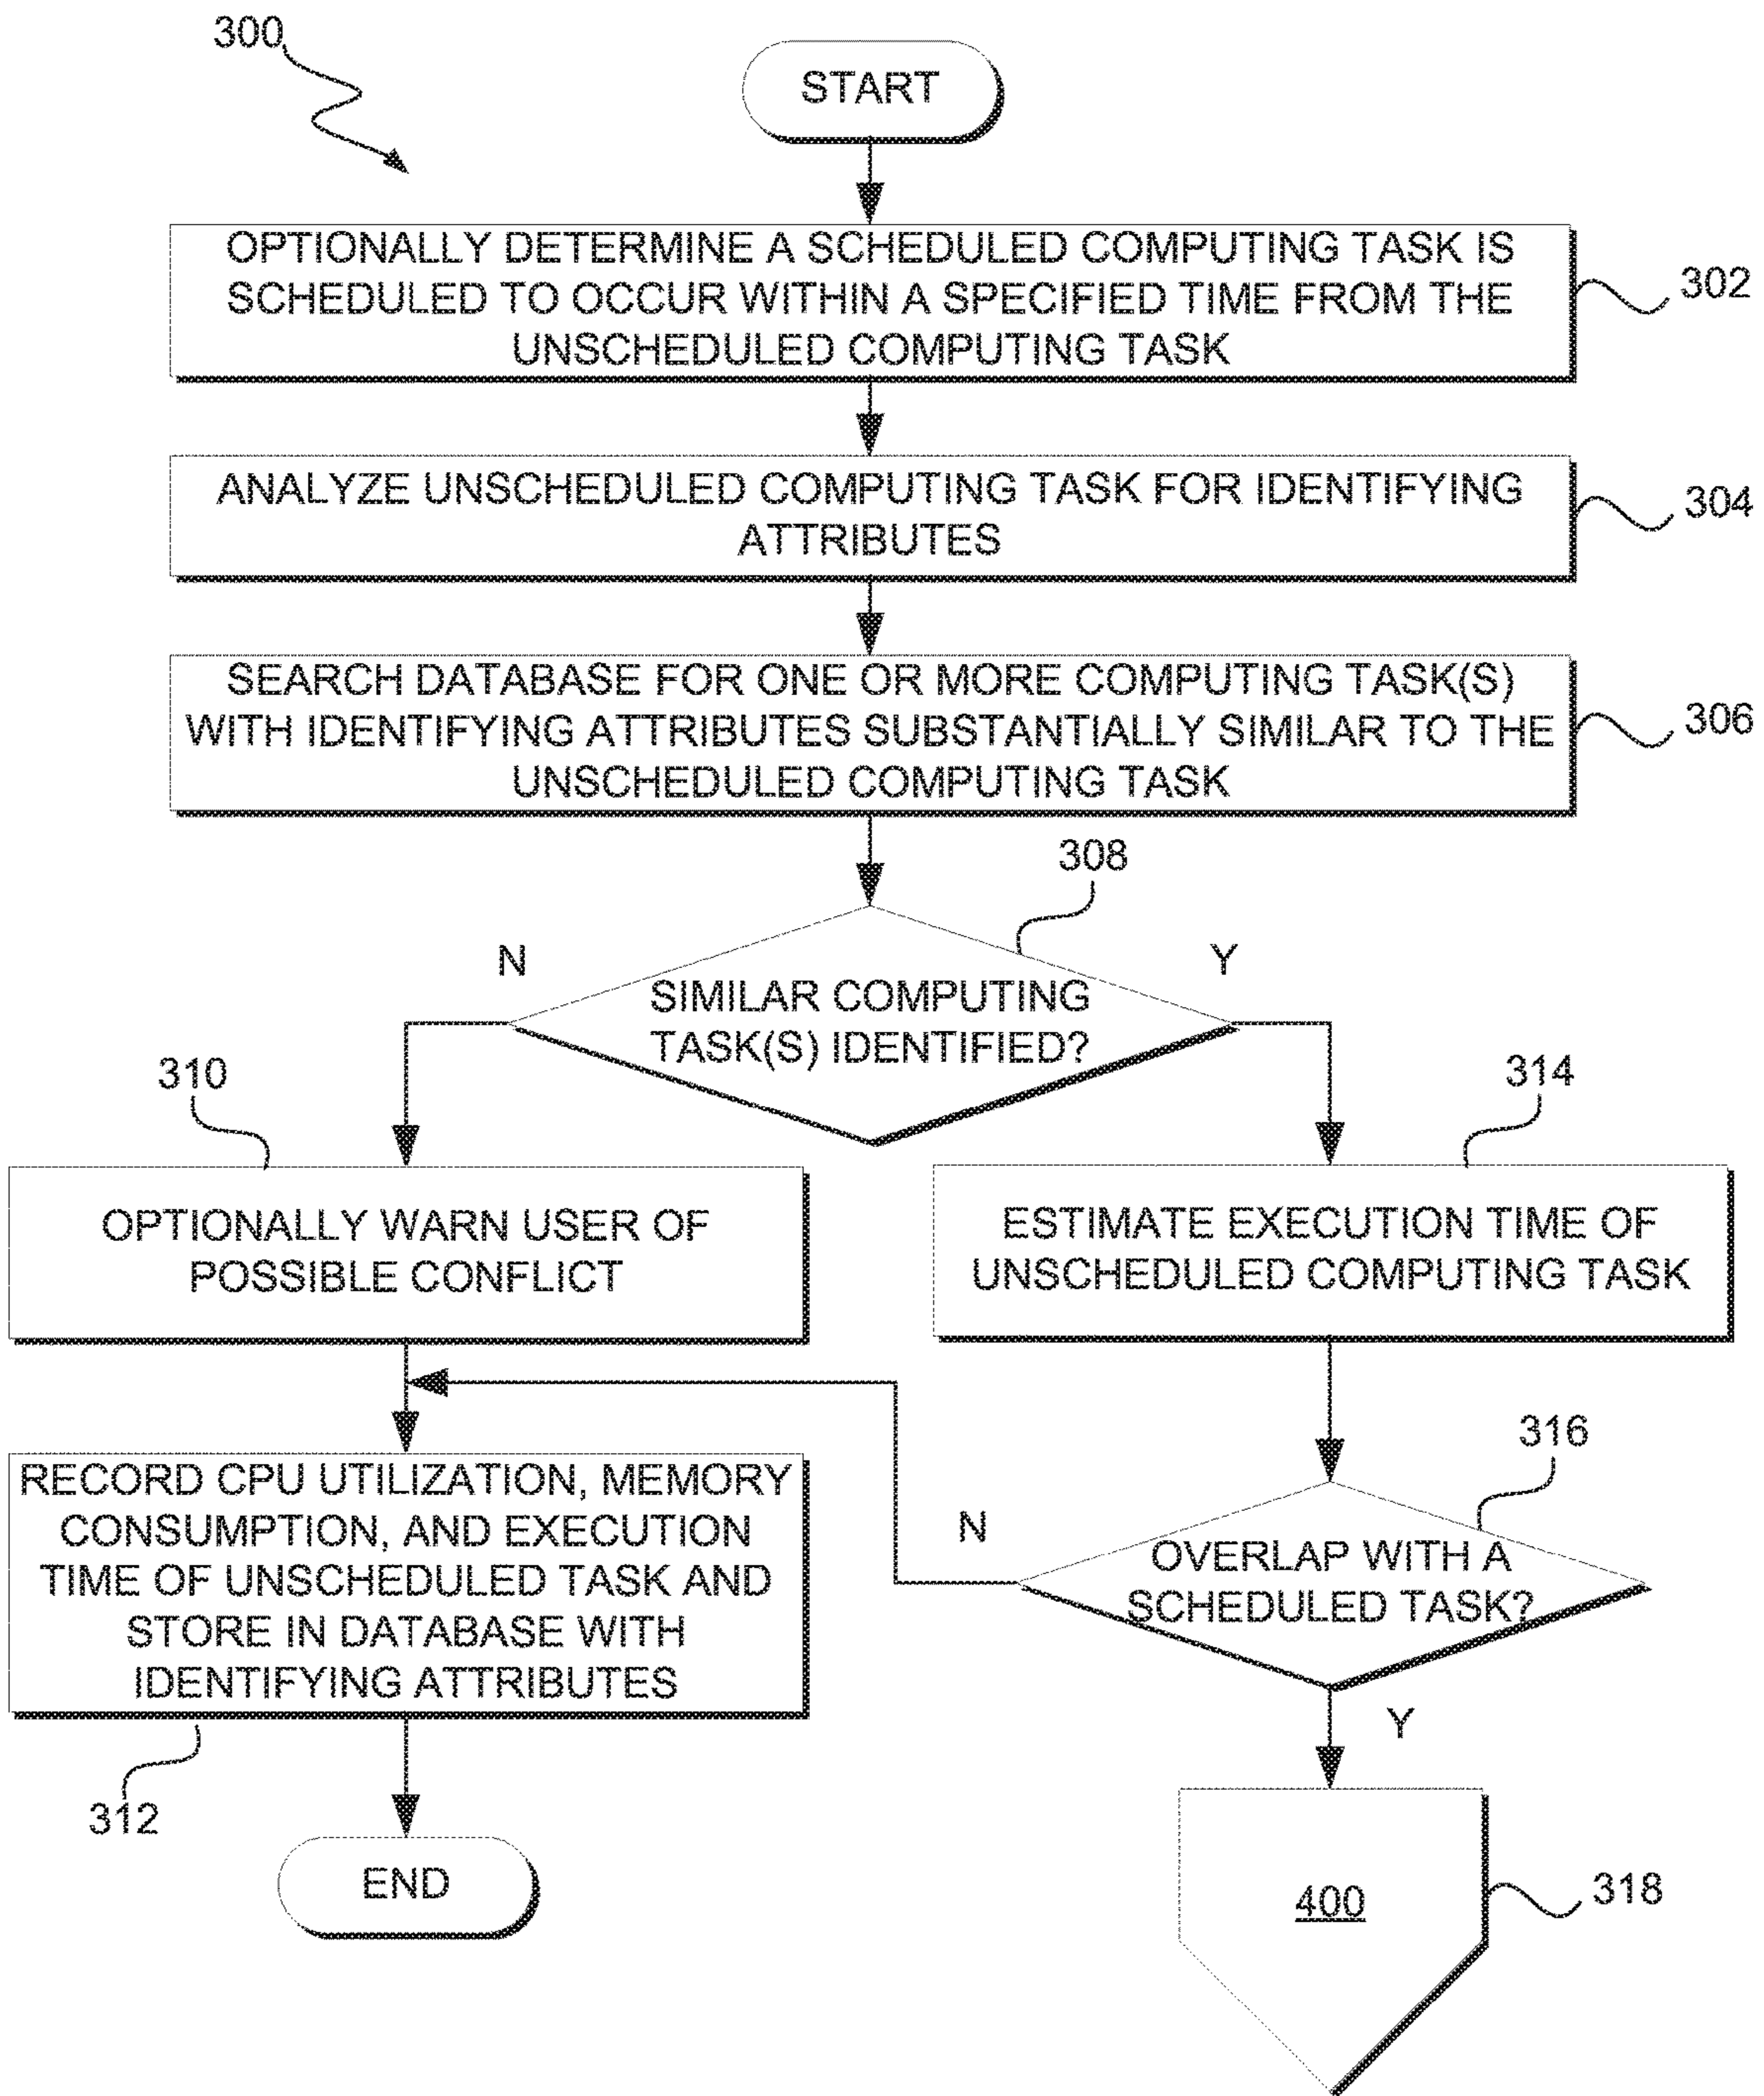 300
START
OPTIONALLY DETERMINE A SCHEDULED COMPUTING TASK IS
SCHEDULED TO OCCUR WITHIN A SPECIFIED TIME FROM THE
UNSCHEDULED COMPUTING TASK
302
ANALYZE UNSCHEDULED COMPUTING TASK FOR IDENTIFYING
ATTRIBUTES
304
SEARCH DATABASE FOR ONE OR MORE COMPUTING TASK(S)
WITH IDENTIFYING ATTRIBUTES SUBSTANTIALLY SIMILAR TO THE
UNSCHEDULED COMPUTING TASK
306
308
N
Y
SIMILAR COMPUTING
TASK(S) IDENTIFIED?
310
OPTIONALLY WARN USER OF
POSSIBLE CONFLICT
314
ESTIMATE EXECUTION TIME OF
UNSCHEDULED COMPUTING TASK
316
N
OVERLAP WITH A
SCHEDULED TASK?
Y
RECORD CPU UTILIZATION, MEMORY
CONSUMPTION, AND EXECUTION
TIME OF UNSCHEDULED TASK AND
STORE IN DATABASE WITH
IDENTIFYING ATTRIBUTES
312
END
400
318